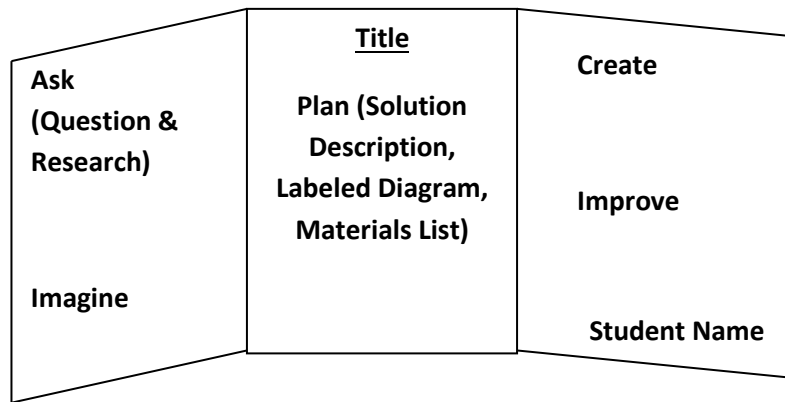 Ask
(Question &
Research)
Imagine
Title
Plan (Solution
Description,
Labeled Diagram,
Materials List)
Create
Improve
Student Name